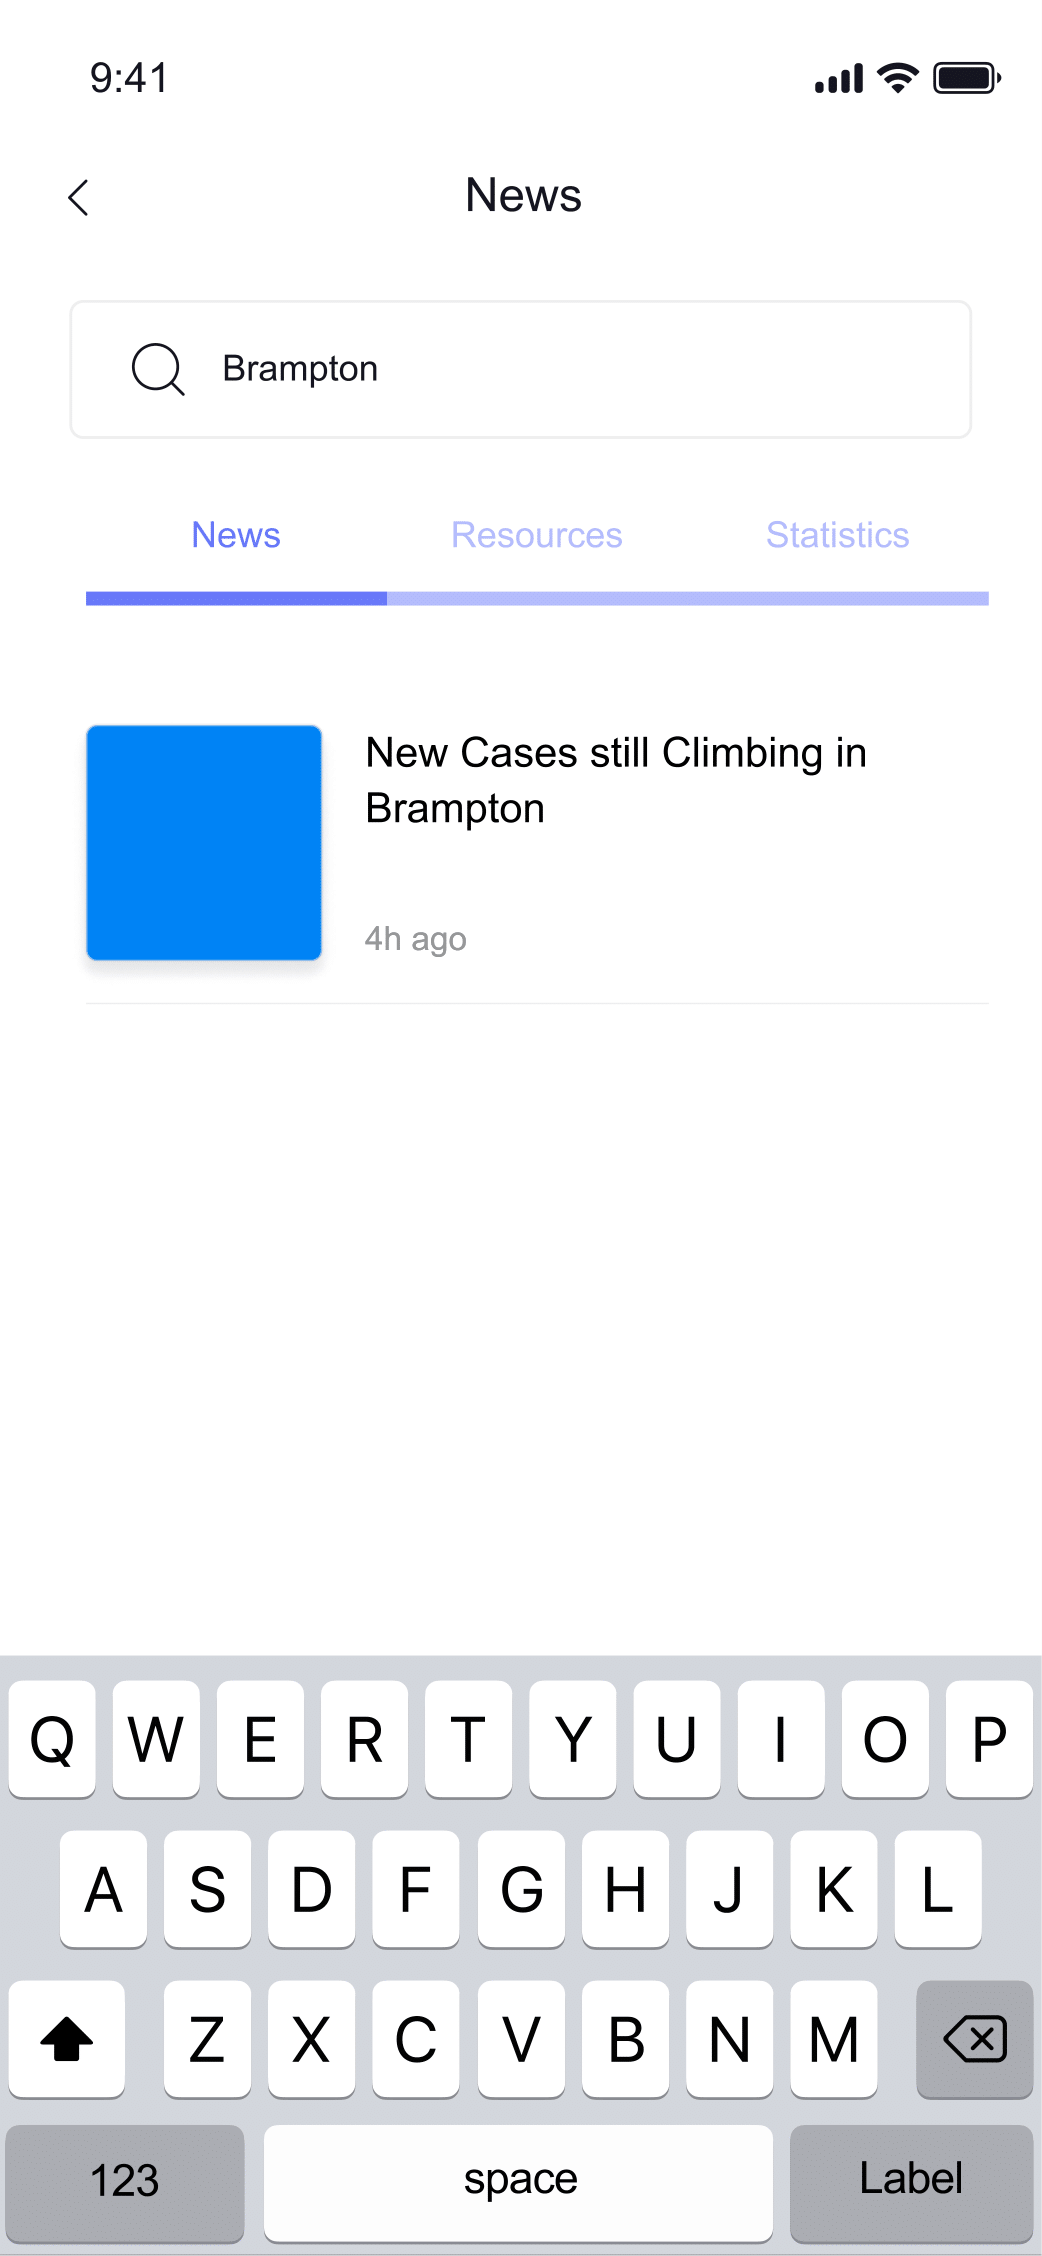 9:41
News
Brampton
News Resources Statistics
New Cases still Climbing in
Brampton
4h ago
Q W E R T Y U I O P
A S D F G H J K L
Z X C V B N M
123 space Label